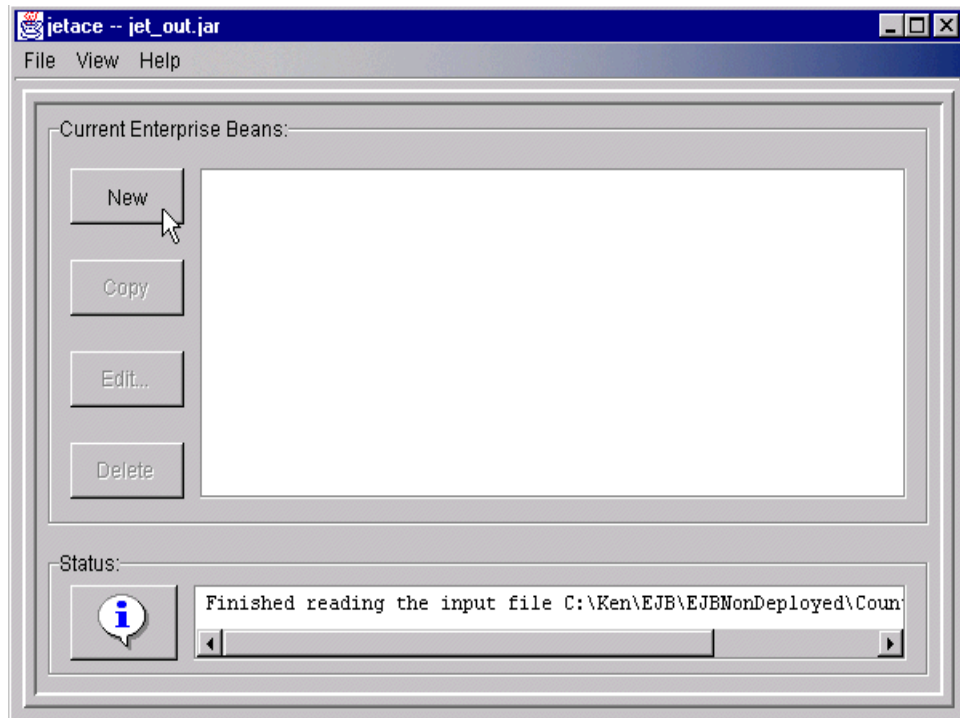 jetace -- jet_out.jar
File View Help
Current Enterprise Beans:
New
Copy
Edit...
Delete
Status:
Finished reading the input file C:\Ken\EJB\EJBNonDeployed\Coun